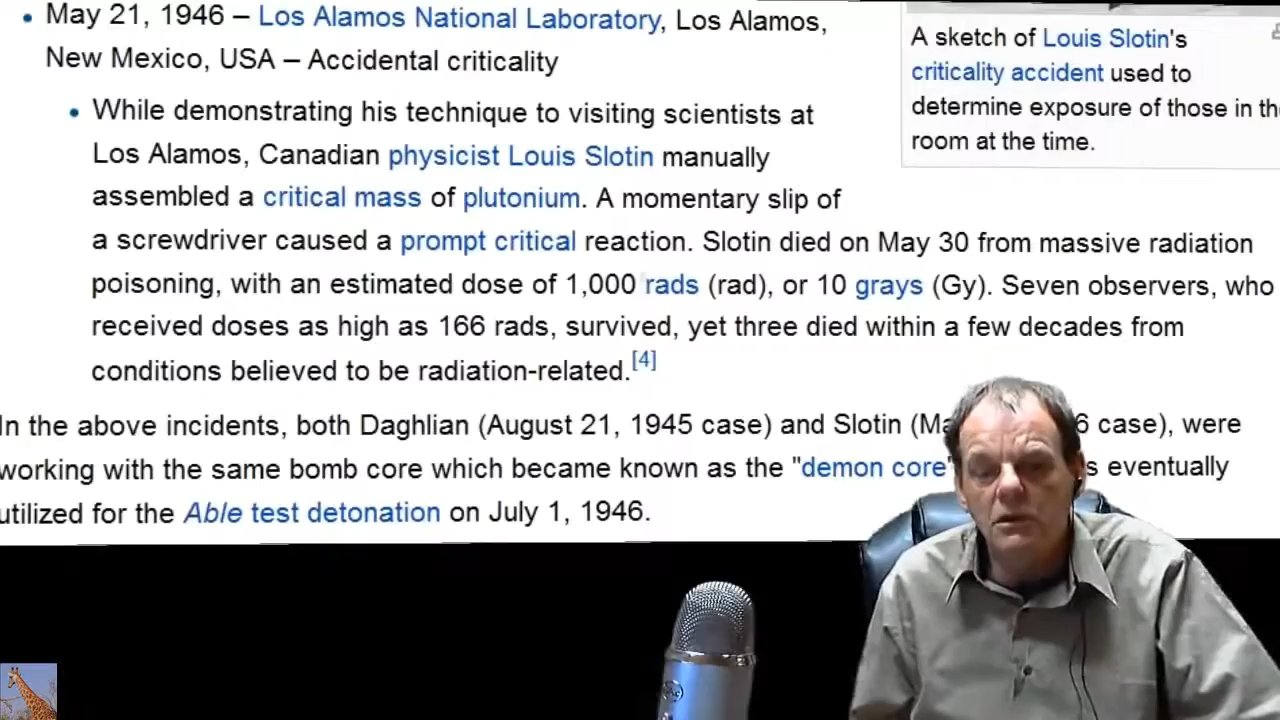 May 21, 1946 – Los Alamos National Laboratory, Los Alamos,
New Mexico, USA – Accidental criticality
While demonstrating his technique to visiting scientists at
Los Alamos, Canadian physicist Louis Slotin manually
assembled a critical mass of plutonium. A momentary slip of
a screwdriver caused a prompt critical reaction. Slotin died on May 30 from massive radiation
poisoning, with an estimated dose of 1,000 rads (rad), or 10 grays (Gy). Seven observers, who
received doses as high as 166 rads, survived, yet three died within a few decades from
conditions believed to be radiation-related.[4]
In the above incidents, both Daghlian (August 21, 1945 case) and Slotin (Ma 6 case), were
working with the same bomb core which became known as the "demon core" s eventually
utilized for the Able test detonation on July 1, 1946.
A sketch of Louis Slotin's
criticality accident used to
determine exposure of those in the
room at the time.